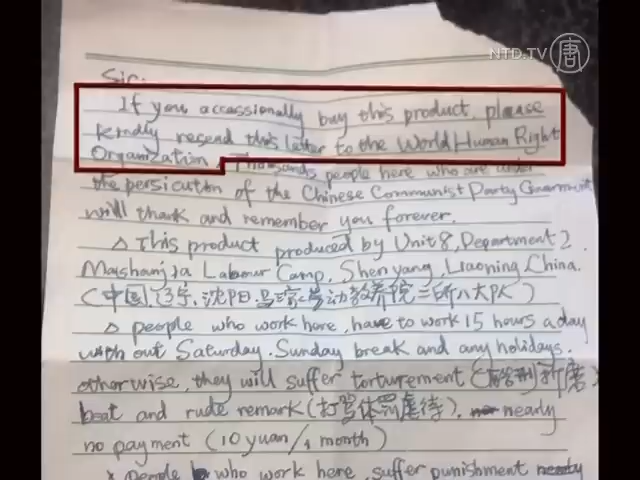 NTD.TV 唐
Sir:
If you accassionally buy this product, please
kendly resend this letter to the World Human Right
Organization. Thousands people here who are under
the persicution of the Chinese Communist Party Government
will thank and remember you forever.
△ This product produced by Unit 8, Department 2,
Maishanjia Labour Camp, Shen yang, Liaoning, China.
(中国,辽宁,沈阳,马三家劳动教养院二所八大队)
△ people who work here, have to work 15 hours a day
with out Saturday. Sunday break and any holidays.
otherwise, they will suffer torturement (折磨)
beat and rude remark (打骂体罚虐待). nearly
no payment (10 yuan/1 month)
people who work here, suffer punishment